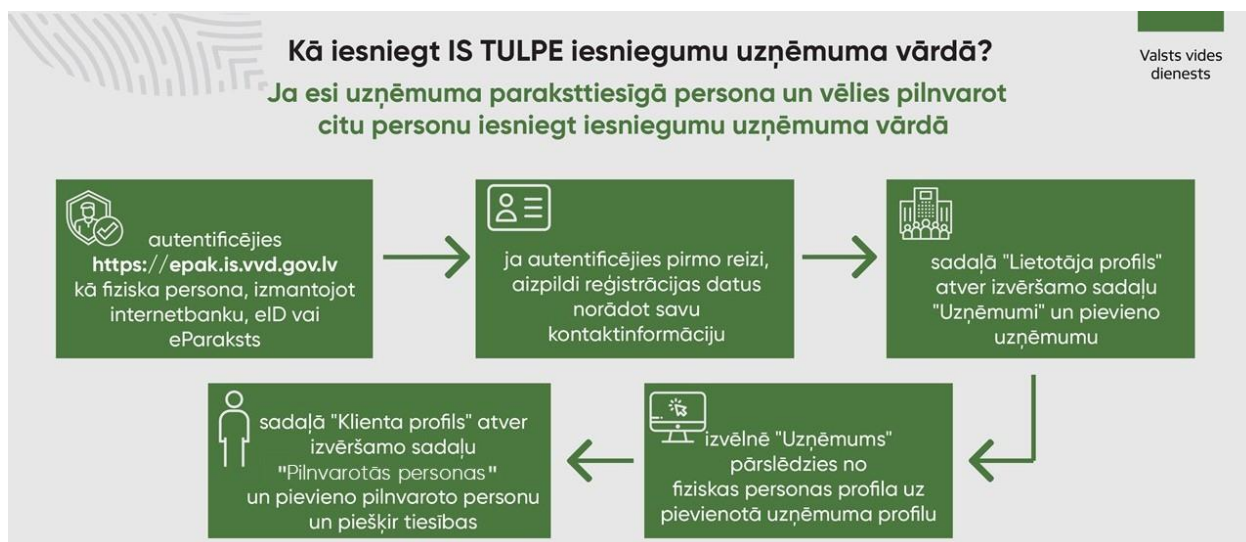 Kā iesniegt IS TULPE iesniegumu uzņēmuma vārdā?
Ja esi uzņēmuma paraksttiesīgā persona un vēlies pilnvarot
citu personu iesniegt iesniegumu uzņēmuma vārdā
Valsts vides
dienests
autentificējies
https://epak.is.vvd.gov.lv
kā fiziska persona, izmantojot
internetbanku, eID vai
eParaksts
ja autentificējies pirmo reizi,
aizpildi reģistrācijas datus
norādot savu
kontaktinformāciju
sadaļā "Lietotāja profils"
atver izvēršamo sadaļu
"Uzņēmumi" un pievieno
uzņēmumu
izvēlnē "Uzņēmums"
pārslēdzies no
fiziskas personas profila uz
pievienotā uzņēmuma profilu
sadaļā "Klienta profils" atver
izvēršamo sadaļu
"Pilnvarotās personas"
un pievieno pilnvaroto personu
un piešķir tiesības